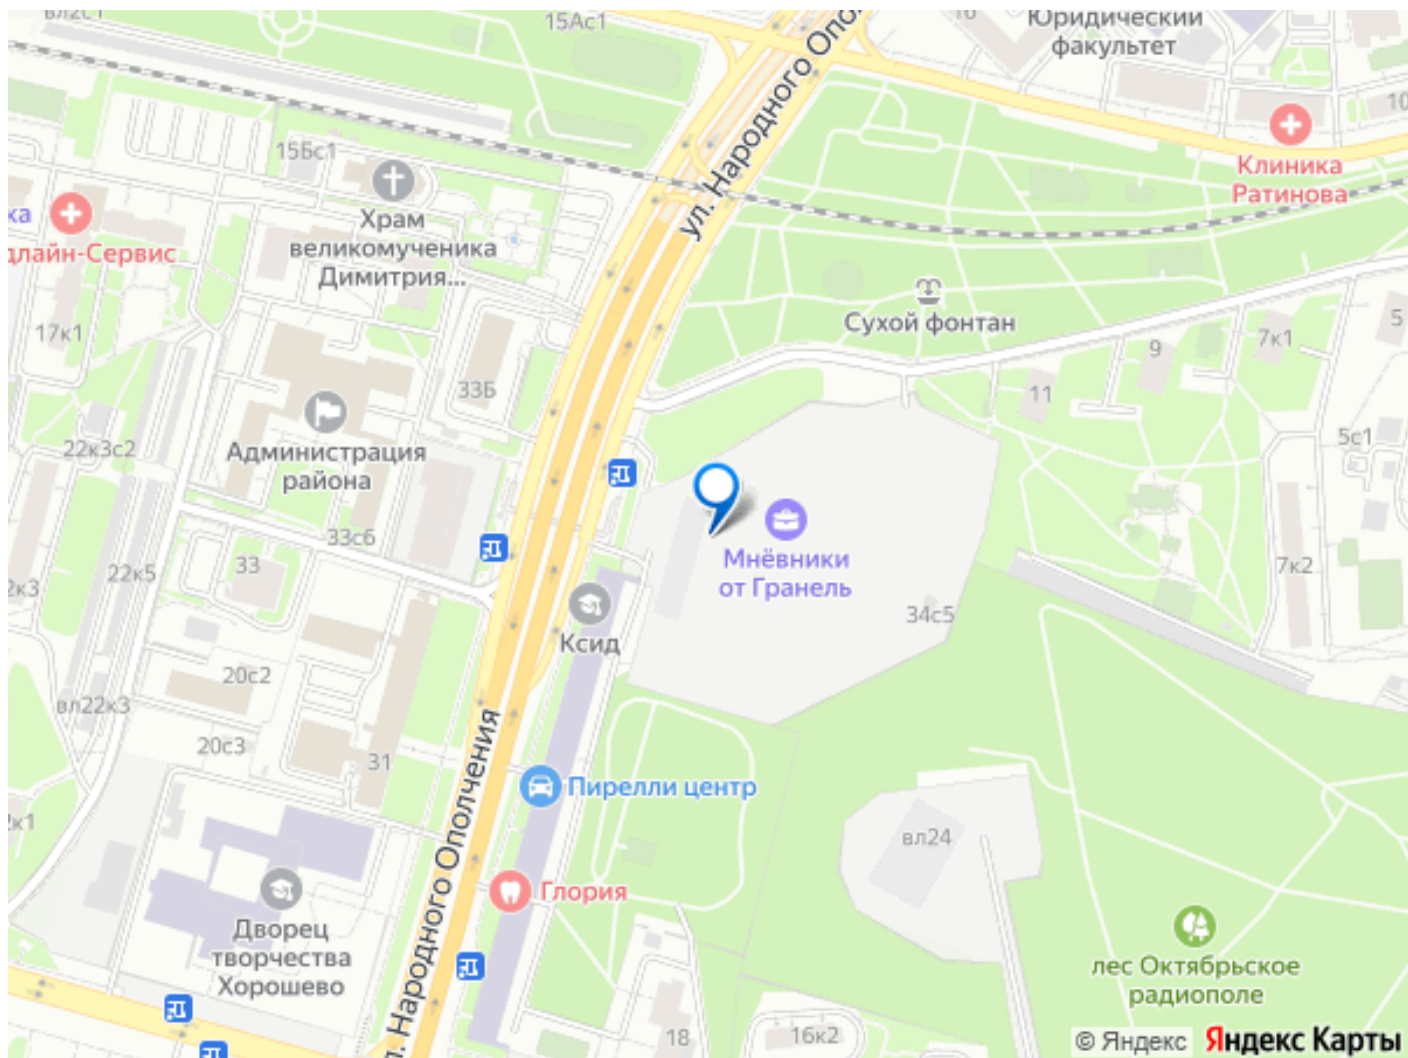 15Ас1
Юридический
факультет
ул. Народного Опо
15Бс1
Клиника
Ратинова
10
Храм
великомученика
Димитрия...
ка
длайн-Сервис
17к1
33Б
Сухой фонтан
5
7к1
9
11
Администрация
района
22к3с2
5с1
33с6
33
22к5
Мнёвники
от Гранель
34с5
7к2
Ксид
20с2
вл22к3
20с3
31
Пирелли центр
вл24
Глория
ул. Народного Ополчения
Дворец
творчества
Хорошево
лес Октябрьское
радиополе
18
16к2
© Яндекс Яндекс Карты